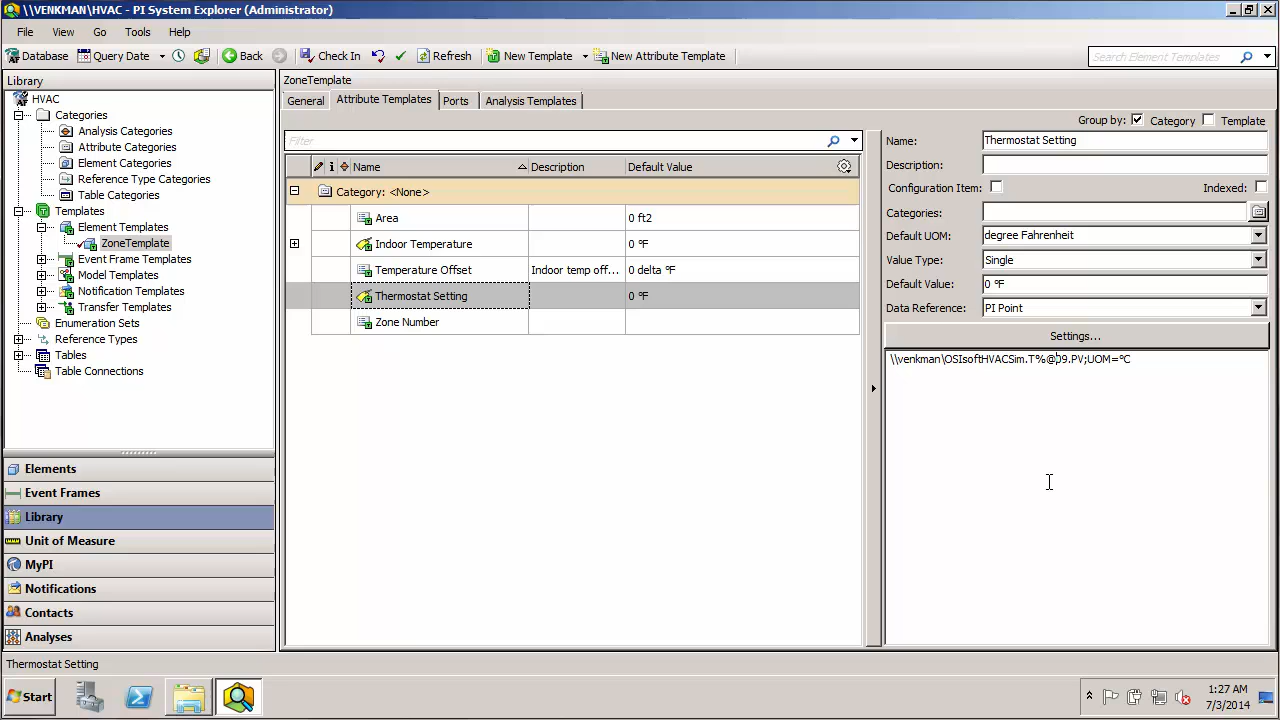 \\VENKMAN\HVAC - PI System Explorer (Administrator)
File View Go Tools Help
Database Query Date Back Check In Refresh New Template New Attribute Template Search Element Templates
Library
HVAC
Categories
Analysis Categories
Attribute Categories
Element Categories
Reference Type Categories
Table Categories
Templates
Element Templates
ZoneTemplate
Event Frame Templates
Model Templates
Notification Templates
Transfer Templates
Enumeration Sets
Reference Types
Tables
Table Connections
Elements
Event Frames
Library
Unit of Measure
MyPI
Notifications
Contacts
Analyses
ZoneTemplate
General Attribute Templates Ports Analysis Templates
Group by: Category Template
Filter
Name Description Default Value
Category: <None>
Area 0 ft2
Indoor Temperature 0 °F
Temperature Offset Indoor temp off... 0 delta °F
Thermostat Setting 0 °F
Zone Number
Name: Thermostat Setting
Description:
Configuration Item: Indexed:
Categories:
Default UOM: degree Fahrenheit
Value Type: Single
Default Value: 0 °F
Data Reference: PI Point
Settings...
\\venkman\OSIsoftHVACSim.T%@09.PV;UOM=°C
Thermostat Setting
Start
1:27 AM
7/3/2014